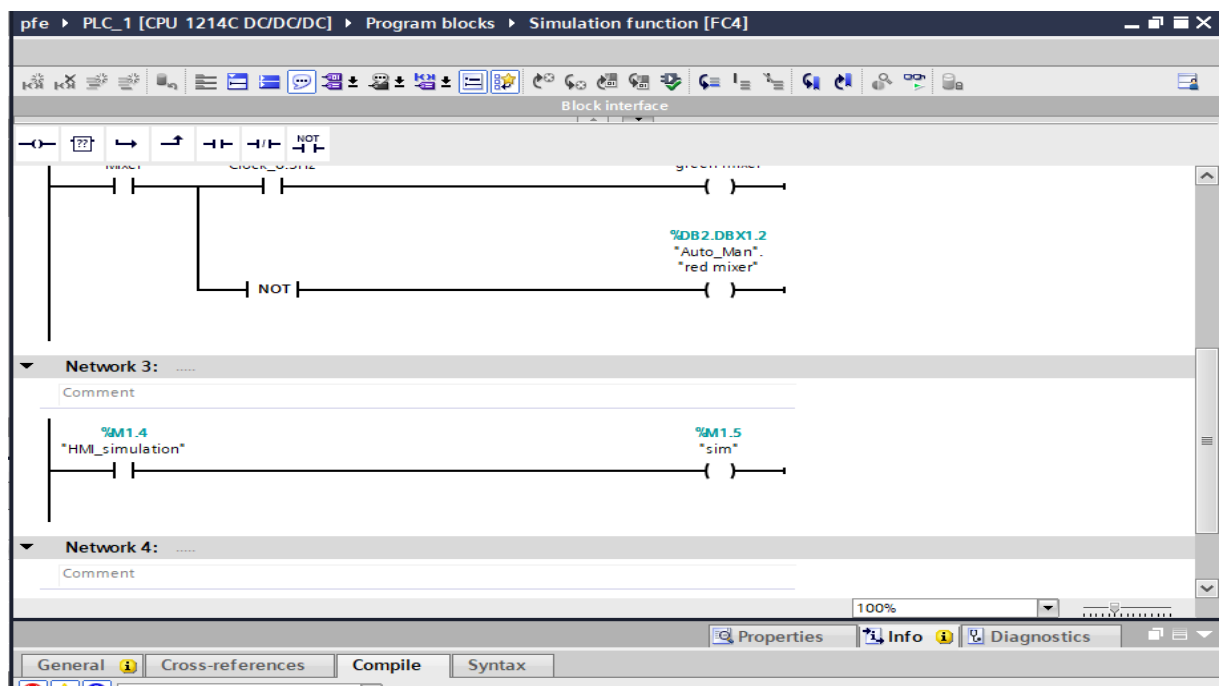 pfe ▸ PLC_1 [CPU 1214C DC/DC/DC] ▸ Program blocks ▸ Simulation function [FC4]
Block interface
??
NOT
%DB2.DBX1.2
"Auto_Man".
"red mixer"
NOT
Network 3: .....
Comment
%M1.4
"HMI_simulation"
%M1.5
"sim"
Network 4: .....
Comment
100%
Properties
Info
Diagnostics
General
Cross-references
Compile
Syntax